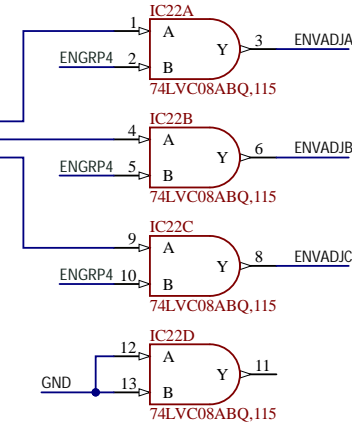 IC22A
1 A
Y 3 ENVADJA
ENGRP4 2 B
74LVC08ABQ,115
IC22B
4 A
Y 6 ENVADJB
ENGRP4 5 B
74LVC08ABQ,115
IC22C
9 A
Y 8 ENVADJC
ENGRP4 10 B
74LVC08ABQ,115
IC22D
12 A
Y 11
GND 13 B
74LVC08ABQ,115